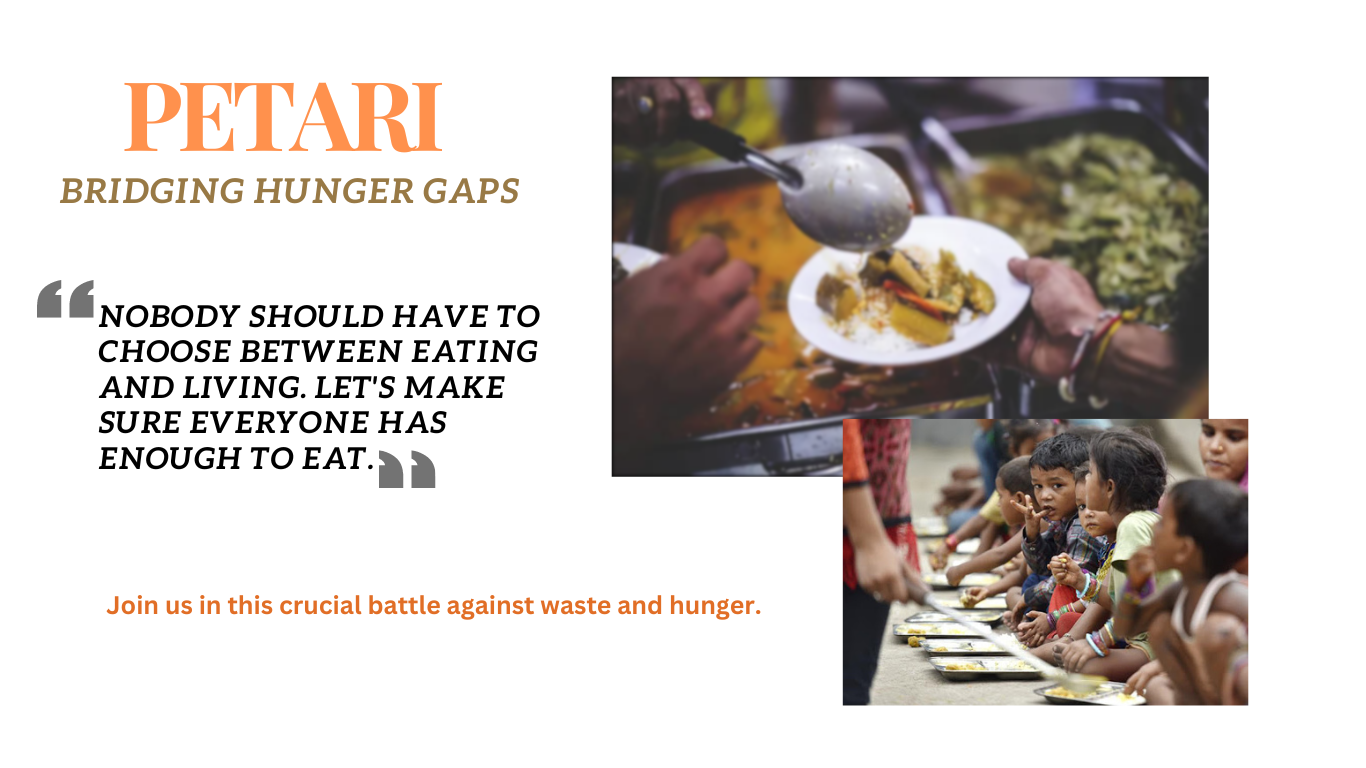 PETARI
BRIDGING HUNGER GAPS
“NOBODY SHOULD HAVE TO
CHOOSE BETWEEN EATING
AND LIVING. LET'S MAKE
SURE EVERYONE HAS
ENOUGH TO EAT.”
Join us in this crucial battle against waste and hunger.